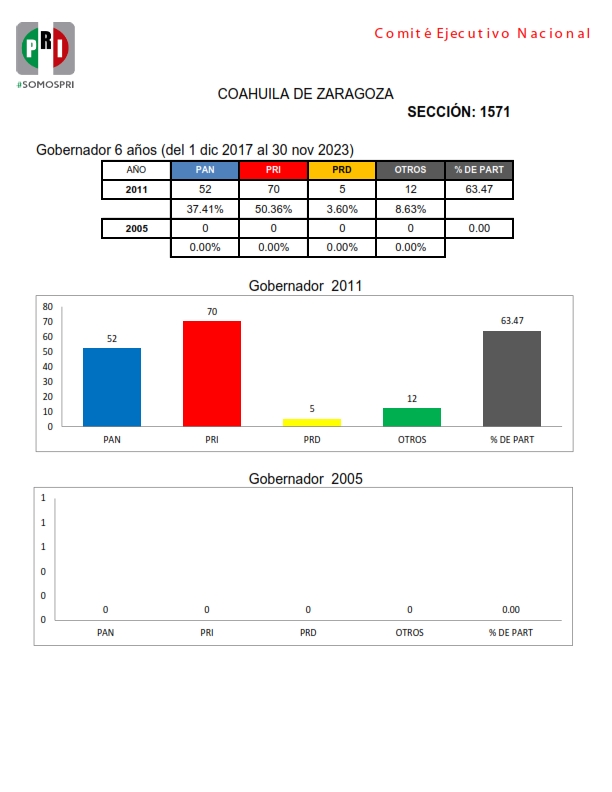 Comité Ejecutivo Nacional
PRI
#SOMOSPRI
COAHUILA DE ZARAGOZA
SECCIÓN: 1571
Gobernador 6 años (del 1 dic 2017 al 30 nov 2023)
AÑO PAN PRI PRD OTROS % DE PART
2011 52 70 5 12 63.47
37.41% 50.36% 3.60% 8.63%
2005 0 0 0 0 0.00
0.00% 0.00% 0.00% 0.00%
Gobernador 2011
80
70
60
50
40
30
20
10
0
52 70 5 12 63.47
PAN PRI PRD OTROS % DE PART
Gobernador 2005
1
1
1
0
0
0
0 0 0 0 0.00
PAN PRI PRD OTROS % DE PART